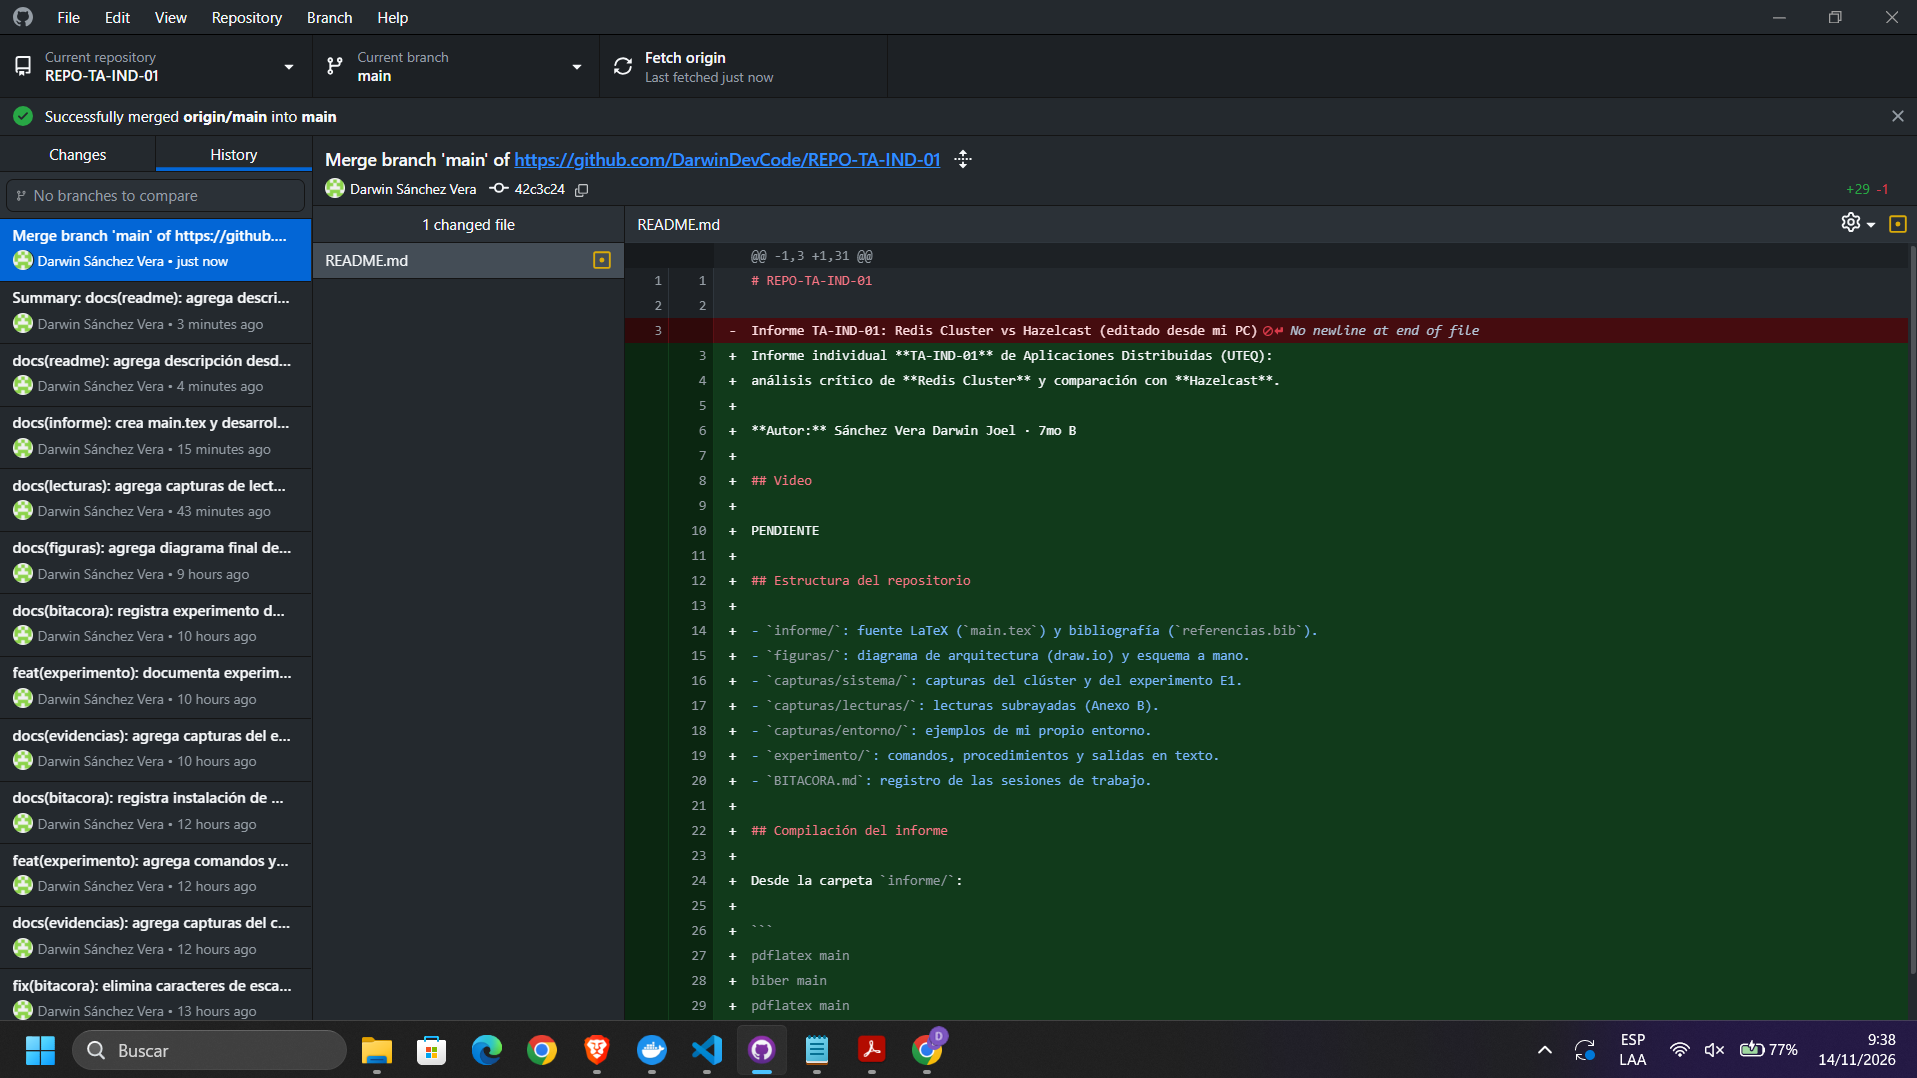 File Edit View Repository Branch Help
Current repository
REPO-TA-IND-01
Current branch
main
Fetch origin
Last fetched just now
Successfully merged origin/main into main
Changes
History
No branches to compare
Merge branch 'main' of https://github....
Darwin Sánchez Vera • just now
Summary: docs(readme): agrega descri...
Darwin Sánchez Vera • 3 minutes ago
docs(readme): agrega descripción desd...
Darwin Sánchez Vera • 4 minutes ago
docs(informe): crea main.tex y desarrol...
Darwin Sánchez Vera • 15 minutes ago
docs(lecturas): agrega capturas de lect...
Darwin Sánchez Vera • 43 minutes ago
docs(figuras): agrega diagrama final de...
Darwin Sánchez Vera • 9 hours ago
docs(bitacora): registra experimento d...
Darwin Sánchez Vera • 10 hours ago
feat(experimento): documenta experim...
Darwin Sánchez Vera • 10 hours ago
docs(evidencias): agrega capturas del e...
Darwin Sánchez Vera • 10 hours ago
docs(bitacora): registra instalación de ...
Darwin Sánchez Vera • 12 hours ago
feat(experimento): agrega comandos y...
Darwin Sánchez Vera • 12 hours ago
docs(evidencias): agrega capturas del c...
Darwin Sánchez Vera • 12 hours ago
fix(bitacora): elimina caracteres de esca...
Darwin Sánchez Vera • 13 hours ago
Merge branch 'main' of https://github.com/DarwinDevCode/REPO-TA-IND-01
Darwin Sánchez Vera 42c3c24
+29 -1
1 changed file
README.md
README.md
@@ -1,3 +1,31 @@
1 1 # REPO-TA-IND-01
2 2
3 - Informe TA-IND-01: Redis Cluster vs Hazelcast (editado desde mi PC) No newline at end of file
3 + Informe individual **TA-IND-01** de Aplicaciones Distribuidas (UTEQ):
4 + análisis crítico de **Redis Cluster** y comparación con **Hazelcast**.
5 +
6 + **Autor:** Sánchez Vera Darwin Joel · 7mo B
7 +
8 + ## Video
9 +
10 + PENDIENTE
11 +
12 + ## Estructura del repositorio
13 +
14 + - `informe/`: fuente LaTeX (`main.tex`) y bibliografía (`referencias.bib`).
15 + - `figuras/`: diagrama de arquitectura (draw.io) y esquema a mano.
16 + - `capturas/sistema/`: capturas del clúster y del experimento E1.
17 + - `capturas/lecturas/`: lecturas subrayadas (Anexo B).
18 + - `capturas/entorno/`: ejemplos de mi propio entorno.
19 + - `experimento/`: comandos, procedimientos y salidas en texto.
20 + - `BITACORA.md`: registro de las sesiones de trabajo.
21 +
22 + ## Compilación del informe
23 +
24 + Desde la carpeta `informe/`:
25 +
26 + ```
27 + pdflatex main
28 + biber main
29 + pdflatex main
Buscar
D
ESP
LAA
77%
9:38
14/11/2026